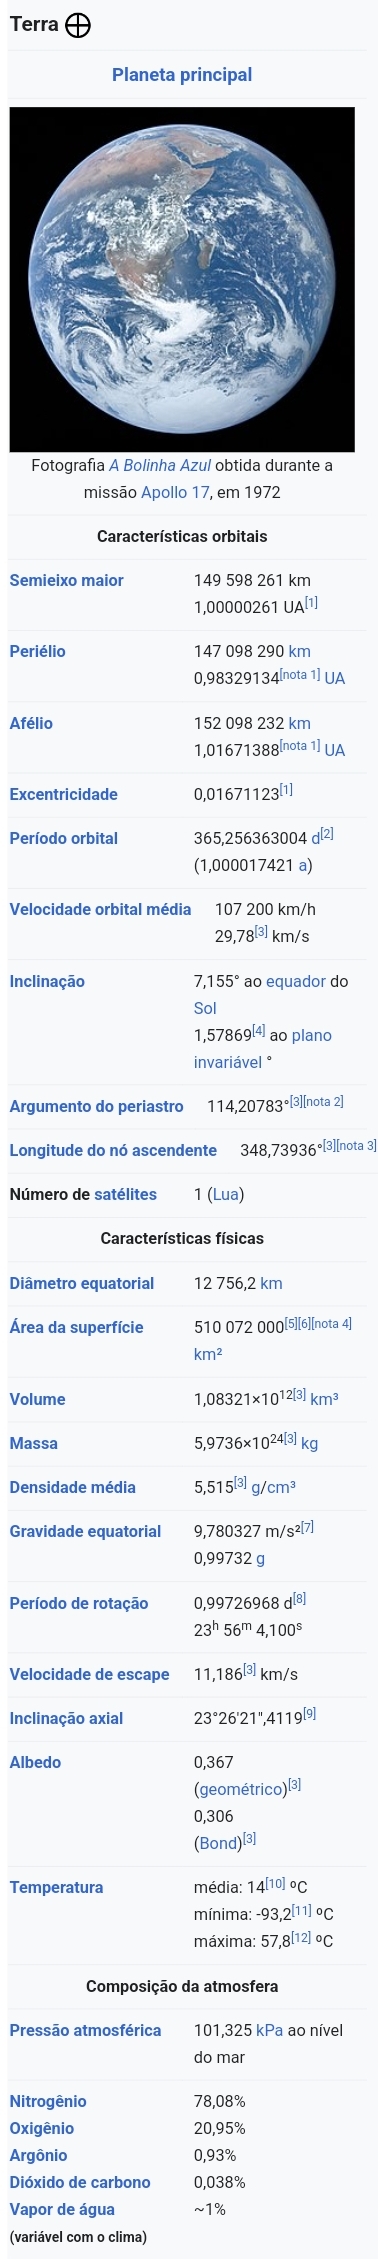 Terra
Planeta principal
Fotografia A Bolinha Azul obtida durante a
missão Apollo 17, em 1972
Características orbitais
Semieixo maior 149 598 261 km
1,00000261 UA[1]
Periélio 147 098 290 km
0,98329134[nota 1] UA
Afélio 152 098 232 km
1,01671388[nota 1] UA
Excentricidade 0,01671123[1]
Período orbital 365,256363004 d[2]
(1,000017421 a)
Velocidade orbital média 107 200 km/h
29,78[3] km/s
Inclinação 7,155° ao equador do
Sol
1,57869[4] ao plano
invariável °
Argumento do periastro 114,20783°[3][nota 2]
Longitude do nó ascendente 348,73936°[3][nota 3]
Número de satélites 1 (Lua)
Características físicas
Diâmetro equatorial 12 756,2 km
Área da superfície 510 072 000[5][6][nota 4]
km²
Volume 1,08321×10¹²[3] km³
Massa 5,9736×10²⁴[3] kg
Densidade média 5,515[3] g/cm³
Gravidade equatorial 9,780327 m/s²[7]
0,99732 g
Período de rotação 0,99726968 d[8]
23h 56m 4,100s
Velocidade de escape 11,186[3] km/s
Inclinação axial 23°26'21",4119[9]
Albedo 0,367
(geométrico)[3]
0,306
(Bond)[3]
Temperatura média: 14[10] ºC
mínima: -93,2[11] ºC
máxima: 57,8[12] ºC
Composição da atmosfera
Pressão atmosférica 101,325 kPa ao nível
do mar
Nitrogênio 78,08%
Oxigênio 20,95%
Argônio 0,93%
Dióxido de carbono 0,038%
Vapor de água ~1%
(variável com o clima)